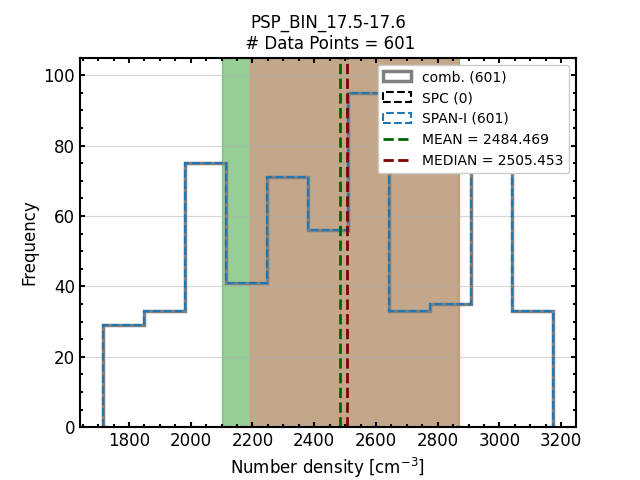 PSP_BIN_17.5-17.6
# Data Points = 601
comb. (601)
SPC (0)
SPAN-I (601)
MEAN = 2484.469
MEDIAN = 2505.453
Frequency
100
80
60
40
20
0
1800 2000 2200 2400 2600 2800 3000 3200
Number density [cm⁻³]